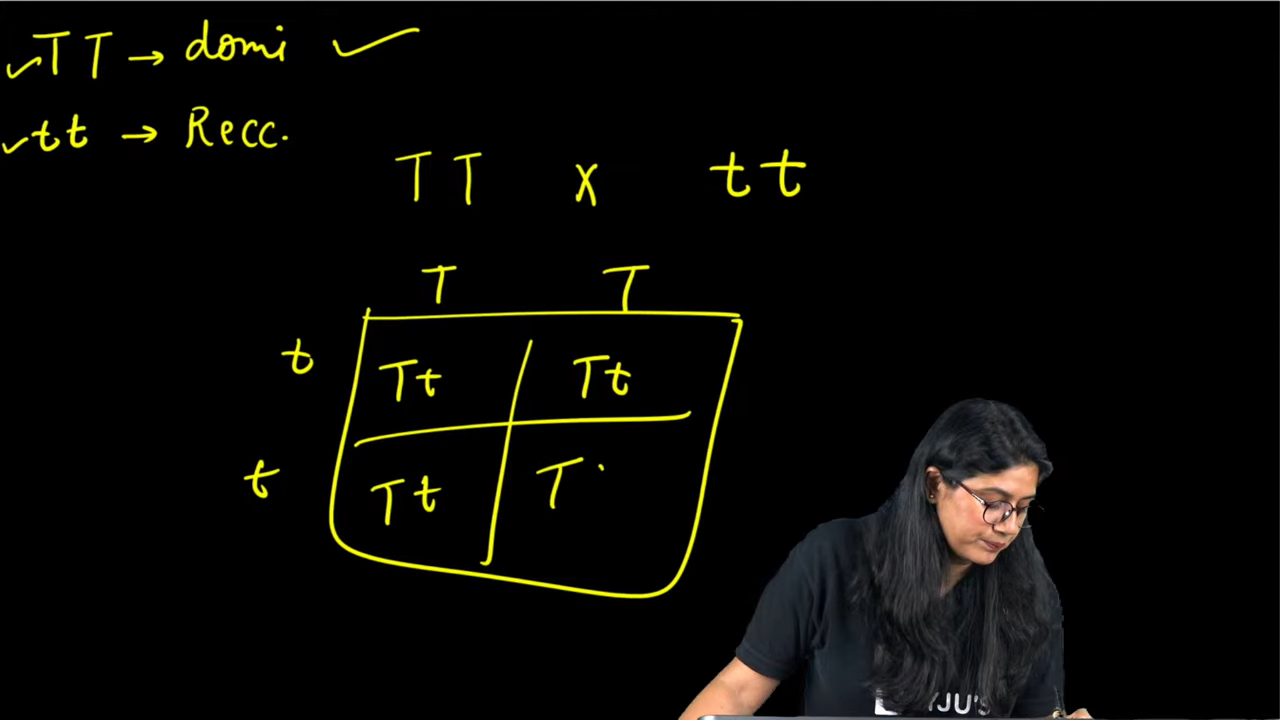 TT → domi
tt → Recc.
TT x tt
T T
t Tt Tt
t Tt T